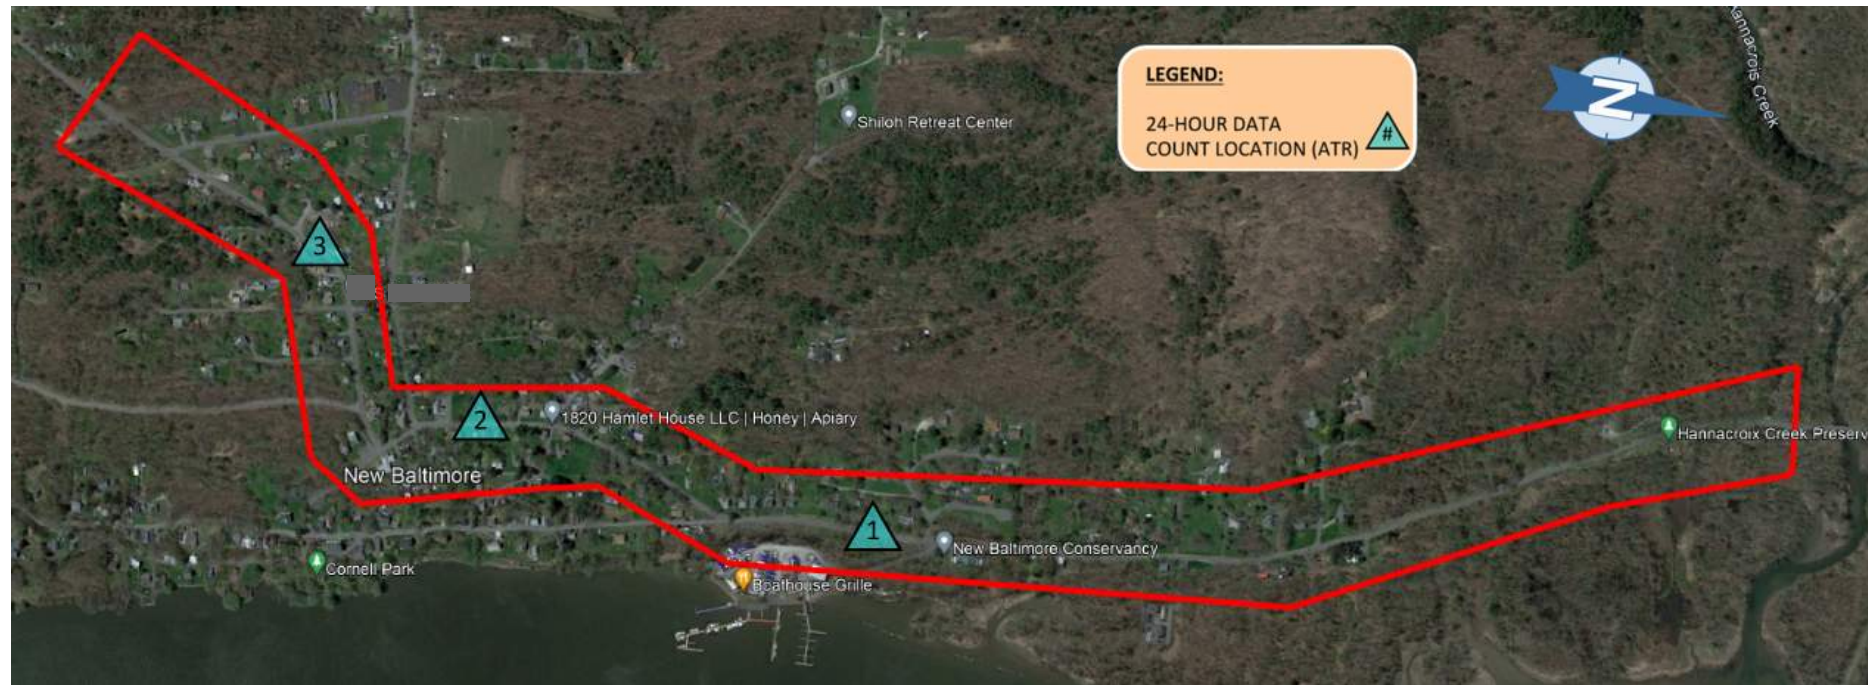 Hannacrois Creek
LEGEND:
24-HOUR DATA
COUNT LOCATION (ATR)
#
N
Shiloh Retreat Center
3
S
2
1820 Hamlet House LLC | Honey | Apiary
Hannacroix Creek Preserv
New Baltimore
1
New Baltimore Conservancy
Cornell Park
Boathouse Grille